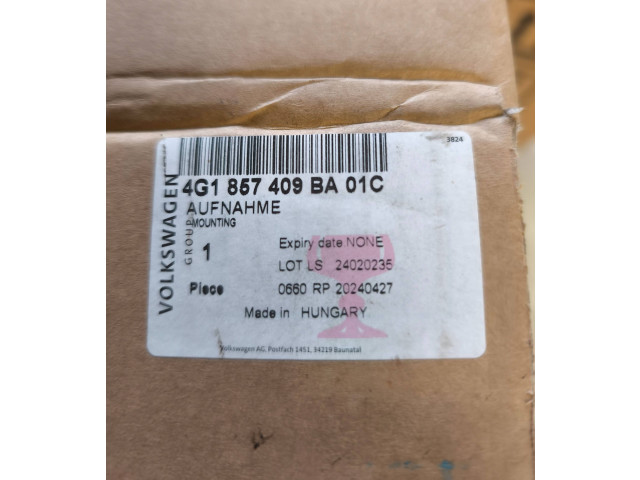 3824
4G1 857 409 BA 01C
AUFNAHME
MOUNTING
VOLKSWAGEN
GROUP
1
Piece
Expiry date NONE
LOT LS 24020235
0660 RP 20240427
Made in HUNGARY
Volkswagen AG, Postfach 1451, 34219 Baunatal